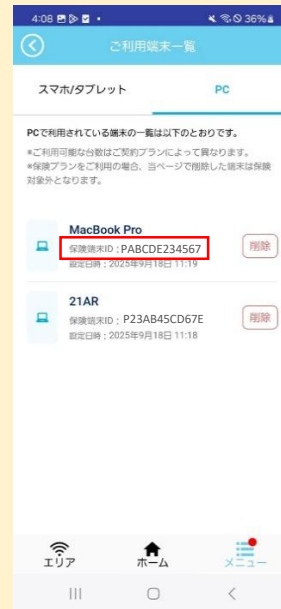 4:08
36%
ご利用端末一覧
スマホ/タブレット
PC
PCで利用されている端末の一覧は以下のとおりです。
*ご利用可能な台数はご契約プランによって異なります。
*保険プランをご利用の場合、当ページで削除した端末は保険
対象外となります。
MacBook Pro
保険端末ID：PABCDE234567
削除
設定日時：2025年9月18日 11:19
21AR
保険端末ID：P23AB45CD67E
削除
設定日時：2025年9月18日 11:18
エリア
ホーム
メニュー